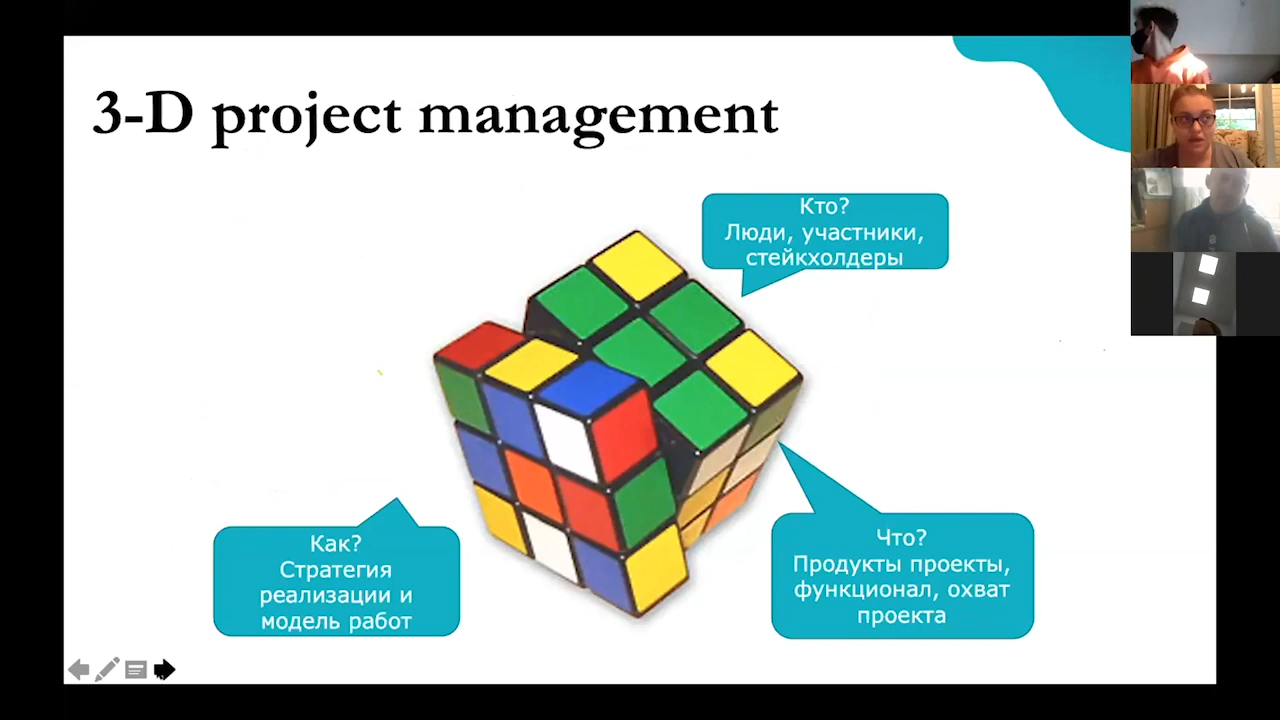 3-D project management
Кто?
Люди, участники,
стейкхолдеры
Как?
Стратегия
реализации и
модель работ
Что?
Продукты проекты,
функционал, охват
проекта